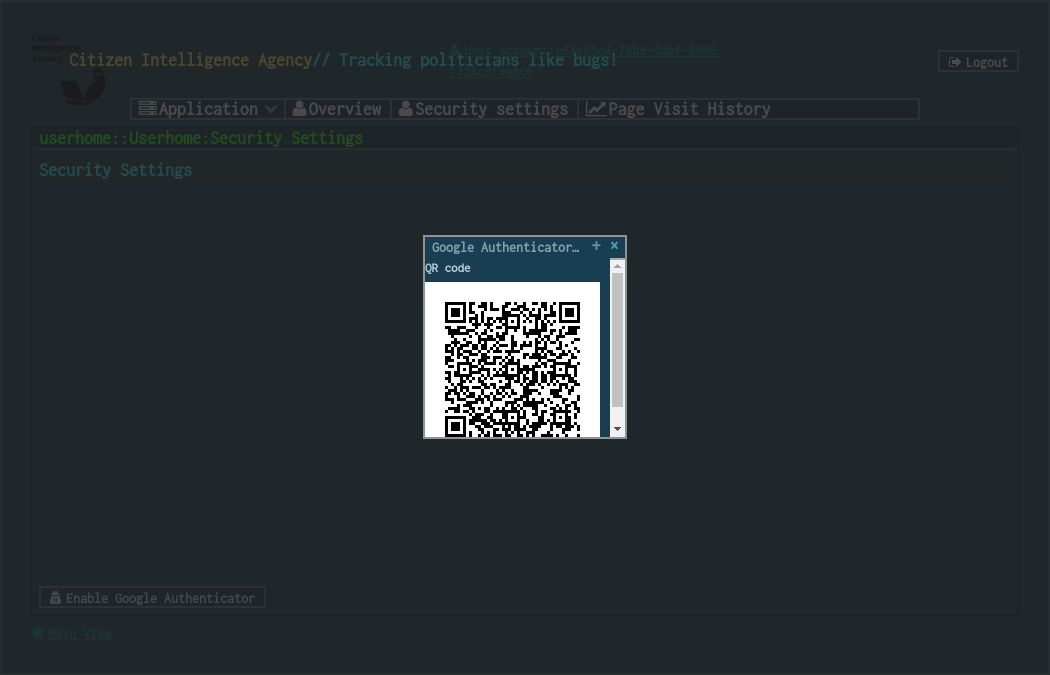 Citizen
Intelligence
Agency
Citizen Intelligence Agency// Tracking politicians like bugs!
User account
Logout
Application
Overview
Security settings
Page Visit History
userhome::Userhome:Security Settings
Security Settings
Google Authenticator…
QR code
Enable Google Authenticator
Main View